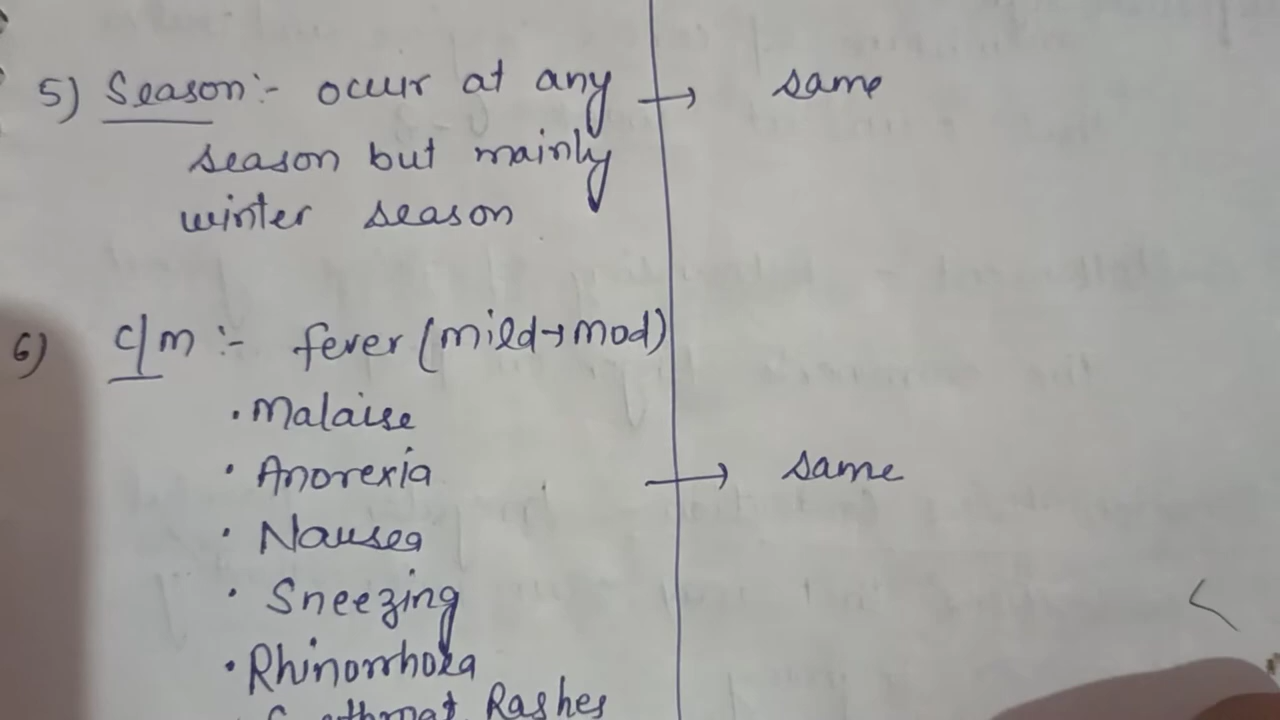 5) Season:- occur at any → same
season but mainly
winter season
6) C/M :- fever (mild→mod)
• Malaise
• Anorexia → same
• Nausea
• Sneezing
• Rhinorrhoea
Rashes